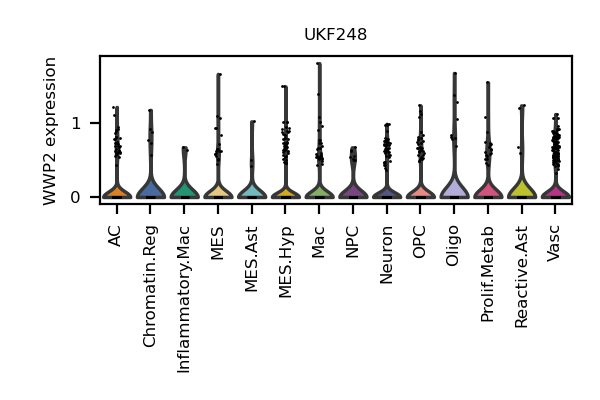 UKF248
WWP2 expression
1
0
AC
Chromatin.Reg
Inflammatory.Mac
MES
MES.Ast
MES.Hyp
Mac
NPC
Neuron
OPC
Oligo
Prolif.Metab
Reactive.Ast
Vasc